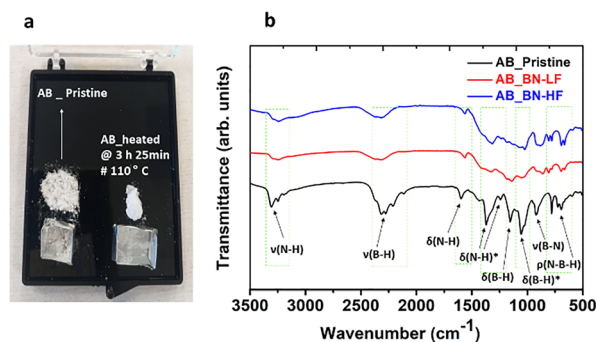 a
AB _ Pristine
AB_heated
@ 3 h 25min
# 110° C
b
AB_Pristine
AB_BN-LF
AB_BN-HF
Transmittance (arb. units)
ν(N-H)
ν(B-H)
δ(N-H)
δ(N-H)*
δ(B-H)
δ(B-H)*
ν(B-N)
ρ(N-B-H)
3500 3000 2500 2000 1500 1000 500
Wavenumber (cm⁻¹)